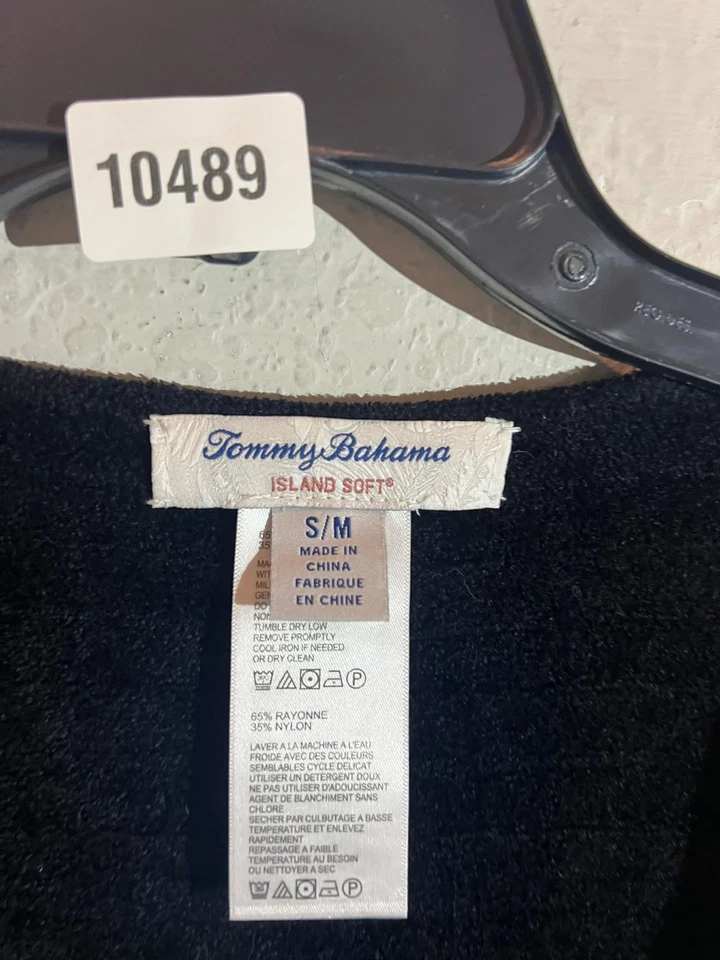 10489
Tommy Bahama
ISLAND SOFT®
S/M
MADE IN
CHINA
FABRIQUE
EN CHINE
TUMBLE DRY LOW
REMOVE PROMPTLY
COOL IRON IF NEEDED
OR DRY CLEAN
P
65% RAYONNE
35% NYLON
LAVER A LA MACHINE A L'EAU
FROIDE AVEC DES COULEURS
SEMBLABLES CYCLE DELICAT
UTILISER UN DETERGENT DOUX
NE PAS UTILISER D'ADOUCISSANT
AGENT DE BLANCHIMENT SANS
CHLORE
SECHER PAR CULBUTAGE A BASSE
TEMPERATURE ET ENLEVEZ
RAPIDEMENT
REPASSAGE A FAIBLE
TEMPERATURE AU BESOIN
OU NETTOYER A SEC
P